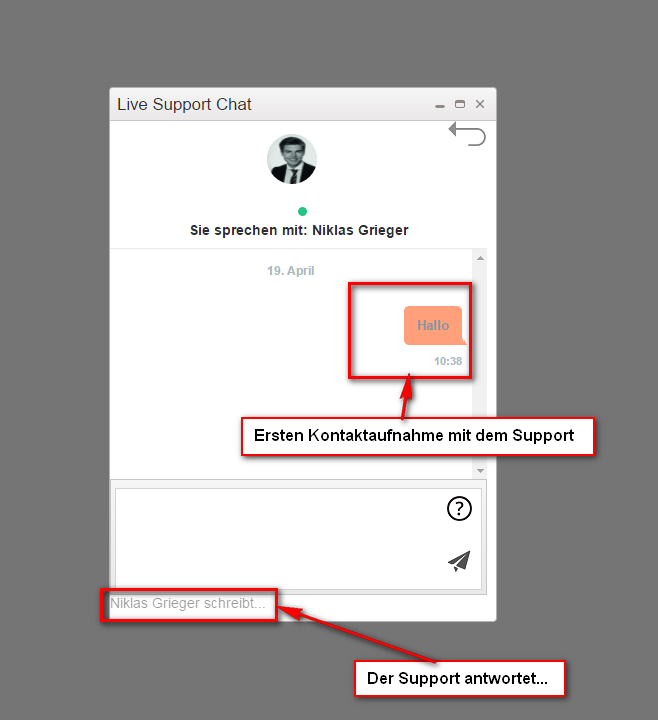 Live Support Chat
Sie sprechen mit: Niklas Grieger
19. April
Hallo
10:38
Ersten Kontaktaufnahme mit dem Support
?
Niklas Grieger schreibt...
Der Support antwortet...